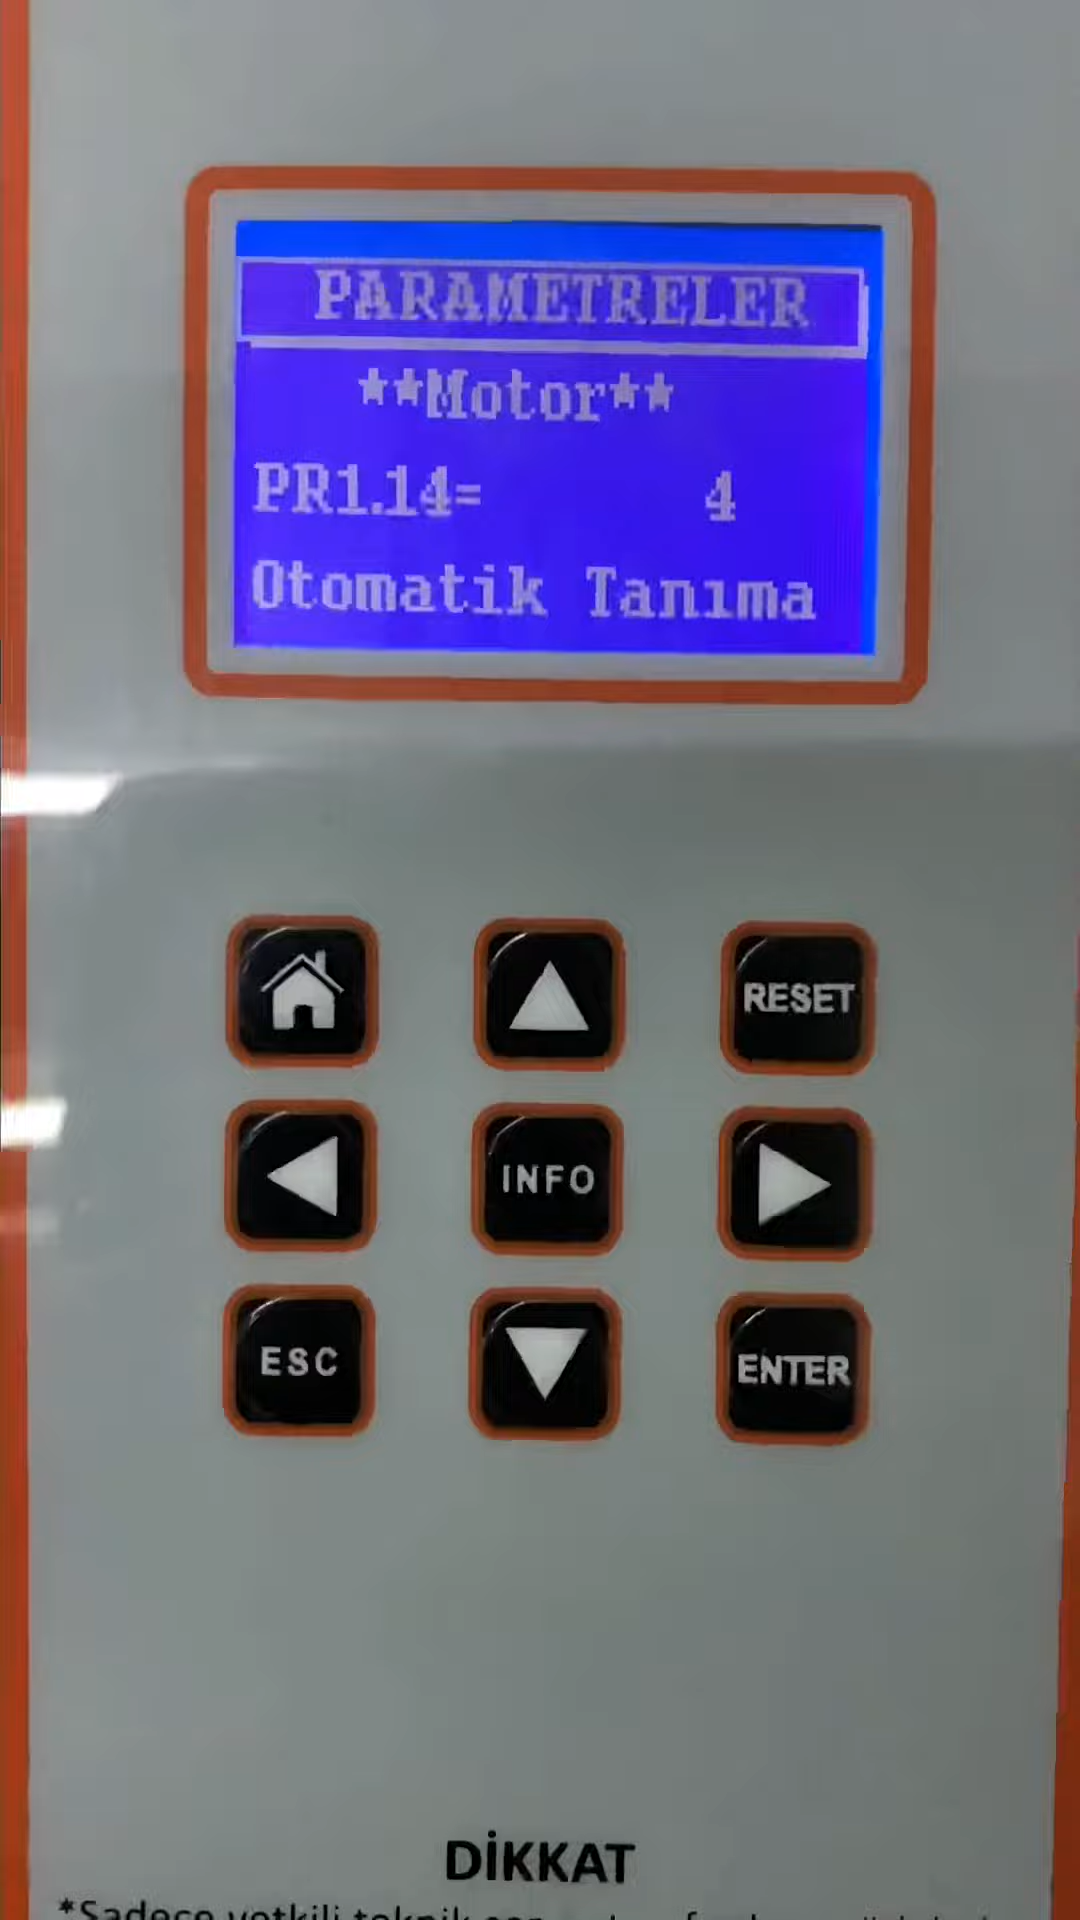 PARAMETRELER
**Motor**
PR1.14= 4
Otomatik Tanıma
RESET
INFO
ESC
ENTER
DİKKAT
*Sadece yetkili teknik